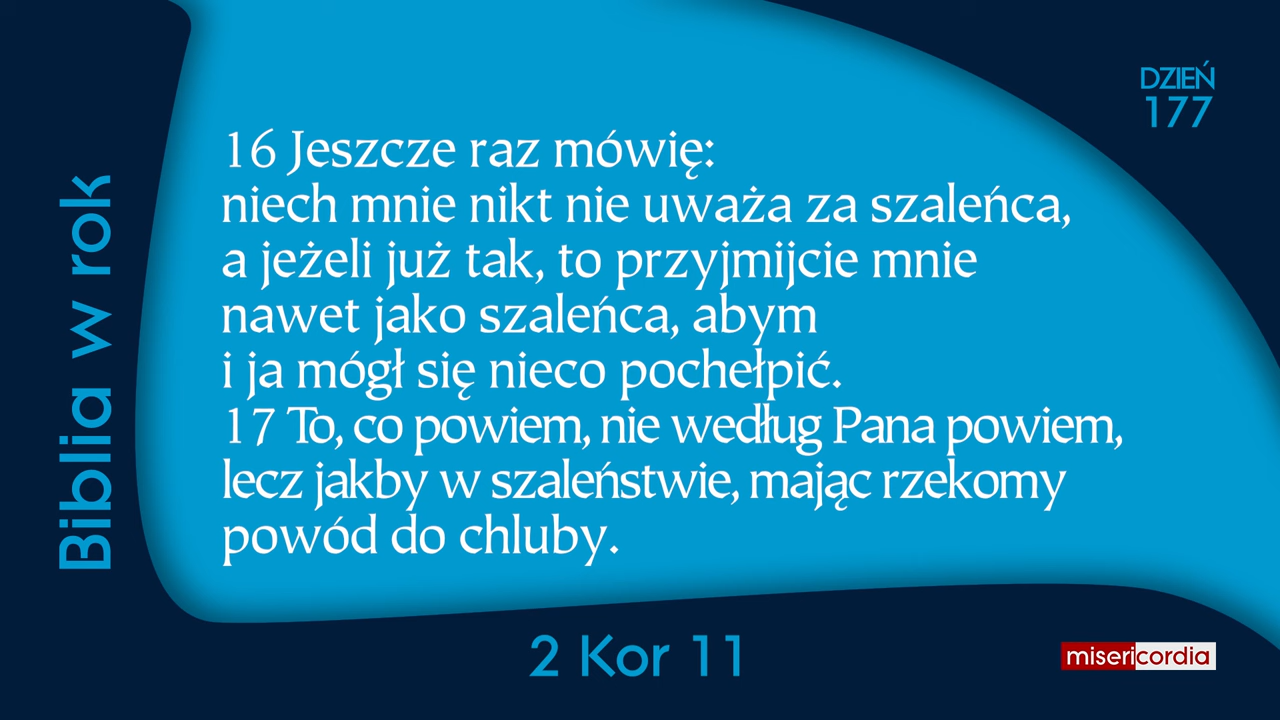 DZIEŃ
177
Biblia w rok
16 Jeszcze raz mówię:
niech mnie nikt nie uważa za szaleńca,
a jeżeli już tak, to przyjmijcie mnie
nawet jako szaleńca, abym
i ja mógł się nieco pochełpić.
17 To, co powiem, nie według Pana powiem,
lecz jakby w szaleństwie, mając rzekomy
powód do chluby.
2 Kor 11
misericordia